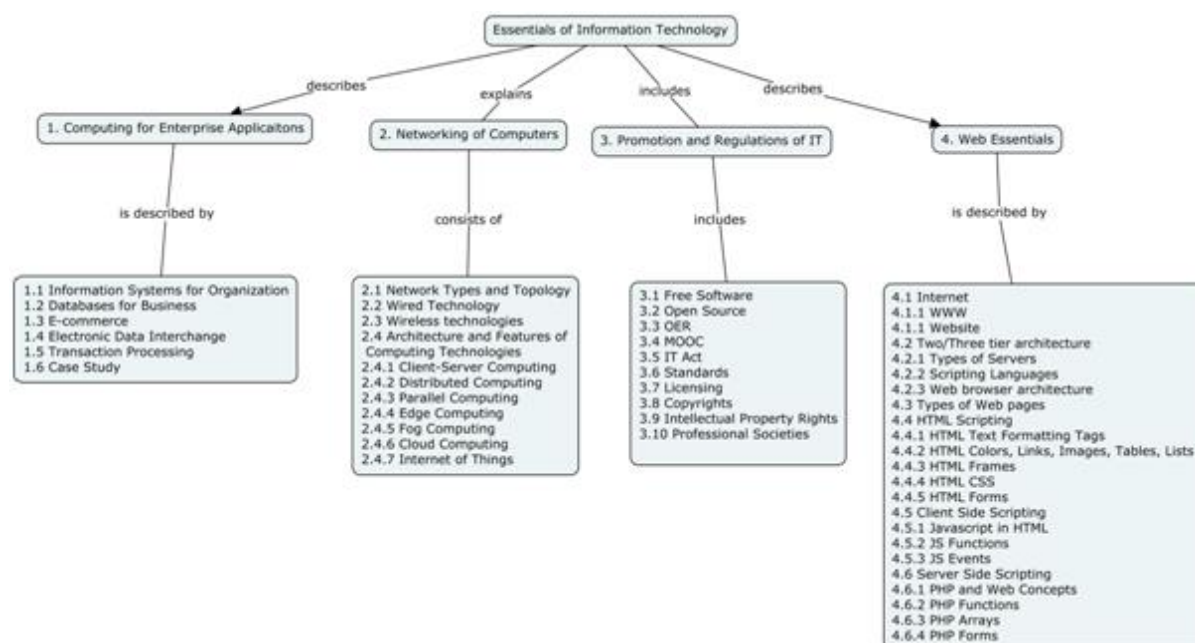 Essentials of Information Technology
describes
explains
includes
describes
1. Computing for Enterprise Applicaitons
2. Networking of Computers
3. Promotion and Regulations of IT
4. Web Essentials
is described by
consists of
includes
is described by
1.1 Information Systems for Organization
1.2 Databases for Business
1.3 E-commerce
1.4 Electronic Data Interchange
1.5 Transaction Processing
1.6 Case Study
2.1 Network Types and Topology
2.2 Wired Technology
2.3 Wireless technologies
2.4 Architecture and Features of
Computing Technologies
2.4.1 Client-Server Computing
2.4.2 Distributed Computing
2.4.3 Parallel Computing
2.4.4 Edge Computing
2.4.5 Fog Computing
2.4.6 Cloud Computing
2.4.7 Internet of Things
3.1 Free Software
3.2 Open Source
3.3 OER
3.4 MOOC
3.5 IT Act
3.6 Standards
3.7 Licensing
3.8 Copyrights
3.9 Intellectual Property Rights
3.10 Professional Societies
4.1 Internet
4.1.1 WWW
4.1.1 Website
4.2 Two/Three tier architecture
4.2.1 Types of Servers
4.2.2 Scripting Languages
4.2.3 Web browser architecture
4.3 Types of Web pages
4.4 HTML Scripting
4.4.1 HTML Text Formatting Tags
4.4.2 HTML Colors, Links, Images, Tables, Lists
4.4.3 HTML Frames
4.4.4 HTML CSS
4.4.5 HTML Forms
4.5 Client Side Scripting
4.5.1 Javascript in HTML
4.5.2 JS Functions
4.5.3 JS Events
4.6 Server Side Scripting
4.6.1 PHP and Web Concepts
4.6.2 PHP Functions
4.6.3 PHP Arrays
4.6.4 PHP Forms